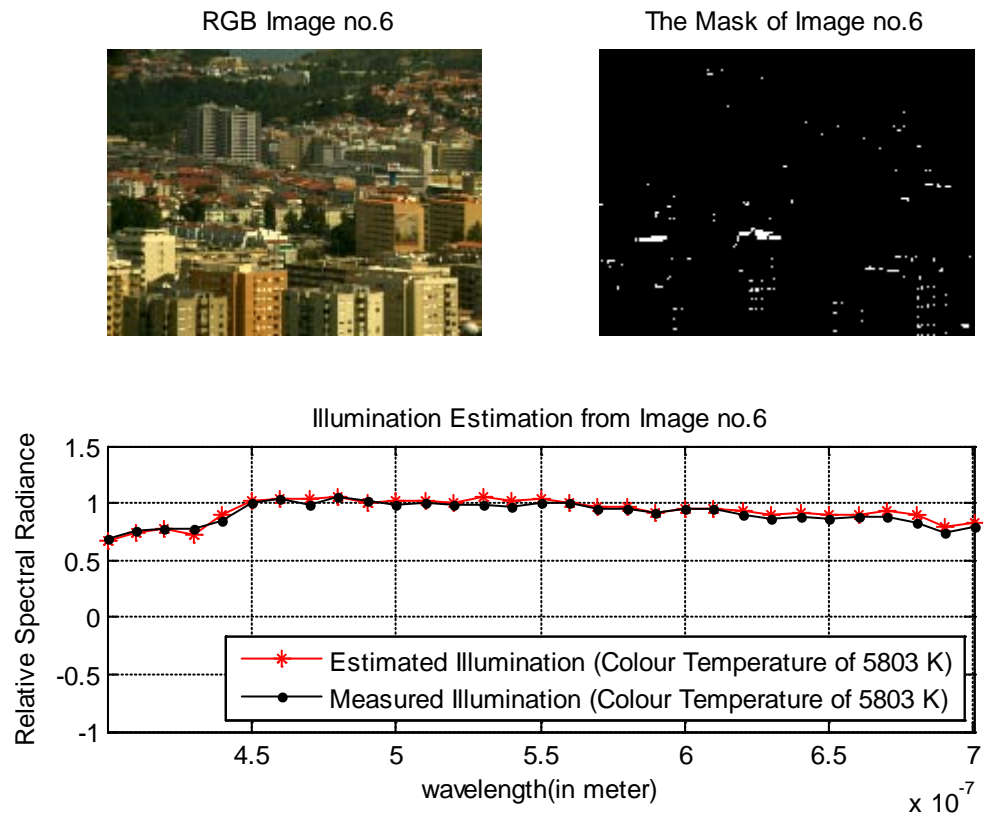 RGB Image no.6
The Mask of Image no.6
Illumination Estimation from Image no.6
Relative Spectral Radiance
1.5
1
0.5
0
-0.5
-1
Estimated Illumination (Colour Temperature of 5803 K)
Measured Illumination (Colour Temperature of 5803 K)
4.5 5 5.5 6 6.5 7
wavelength(in meter)
x 10^-7